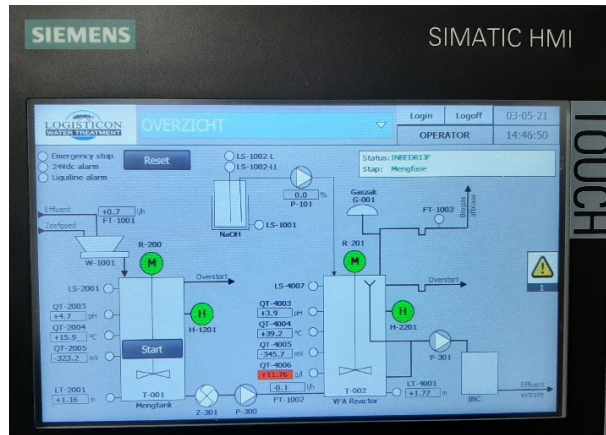 SIEMENS
SIMATIC HMI
TOUCH
LOGISTICON
WATER TREATMENT
OVERZICHT
Login Logoff 03-05-21
OPERATOR 14:46:50
Emergency stop
24Vdc alarm
Liquiline alarm
Reset
LS-1002-L
LS-1002-H
Status: INBEDRIJF
Stap: Mengfase
0.0 %
P-101
Gaszak
G-001
FT-1003
Biogas
afblaas
Effluent
+0.7 l/h
FT-1001
Zeefgoed
LS-1001
NaOH
R-200
R-201
W-1001
M
M
LS-2001
Overstort
LS-4007
Overstort
1
QT-2003
+4.7 pH
QT-2004
+15.9 °C
QT-2005
-323.2 mV
H
H-1201
QT-4003
+3.9 pH
QT-4004
+39.2 °C
QT-4005
-345.7 mV
QT-4006
+11.76 g/l
H
H-2201
Start
P-301
LT-2001
+1.16 m
T-001
Mengtank
Z-301
P-300
-0.1 l/h
FT-1002
T-002
VFA Reactor
LT-4001
+1.77 m
IBC
Effluent